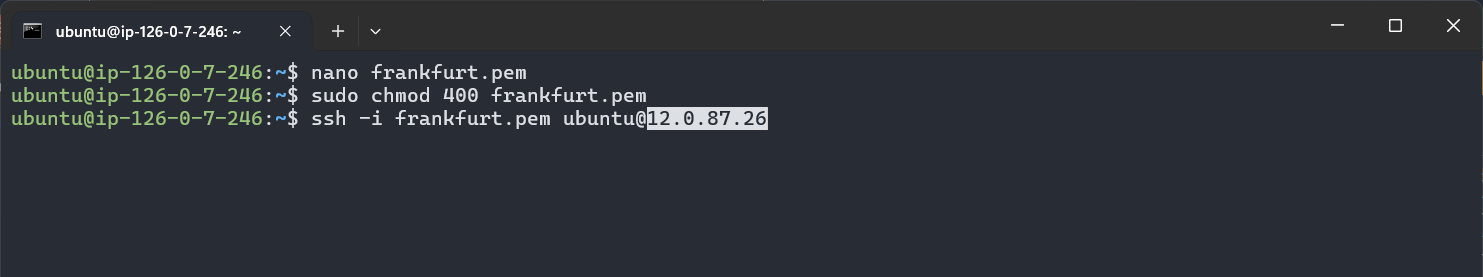 ubuntu@ip-126-0-7-246: ~
ubuntu@ip-126-0-7-246:~$ nano frankfurt.pem
ubuntu@ip-126-0-7-246:~$ sudo chmod 400 frankfurt.pem
ubuntu@ip-126-0-7-246:~$ ssh -i frankfurt.pem ubuntu@12.0.87.26